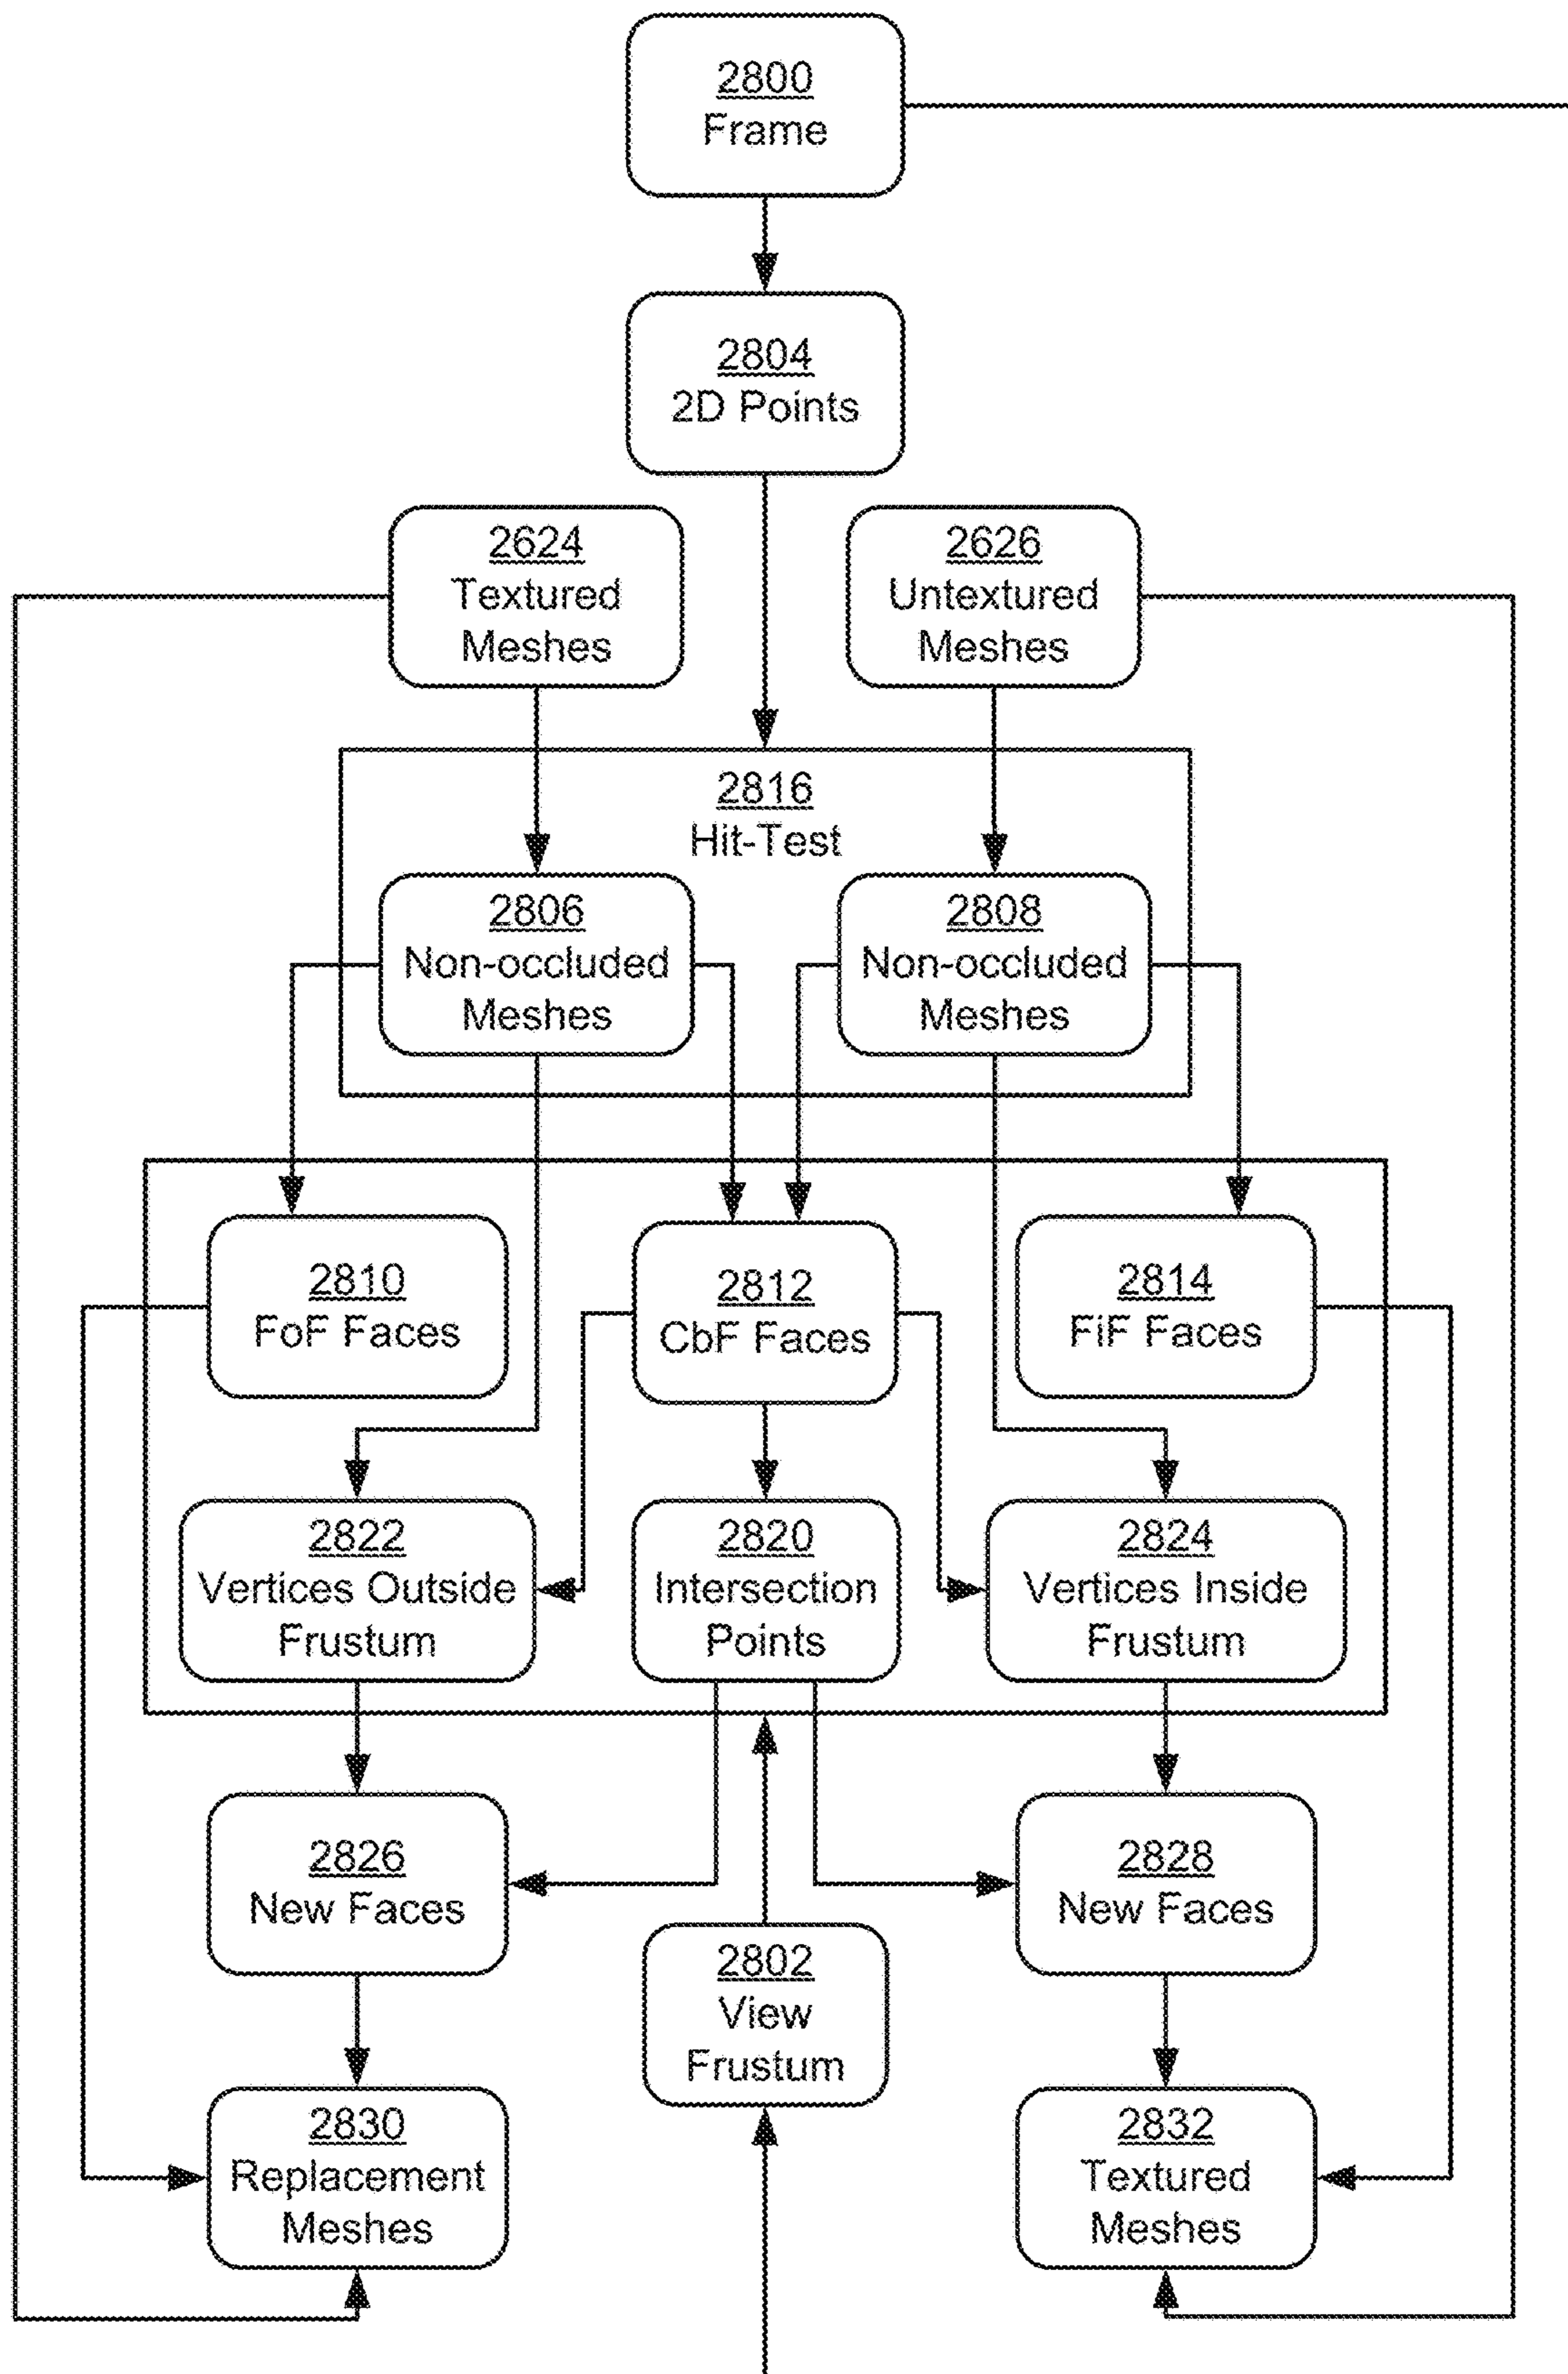 2800
Frame
2804
2D Points
2624
Textured
Meshes
2626
Untextured
Meshes
2816
Hit-Test
2806
Non-occluded
Meshes
2808
Non-occluded
Meshes
2810
FoF Faces
2812
CbF Faces
2814
FiF Faces
2822
Vertices Outside
Frustum
2820
Intersection
Points
2824
Vertices Inside
Frustum
2826
New Faces
2828
New Faces
2802
View
Frustum
2830
Replacement
Meshes
2832
Textured
Meshes